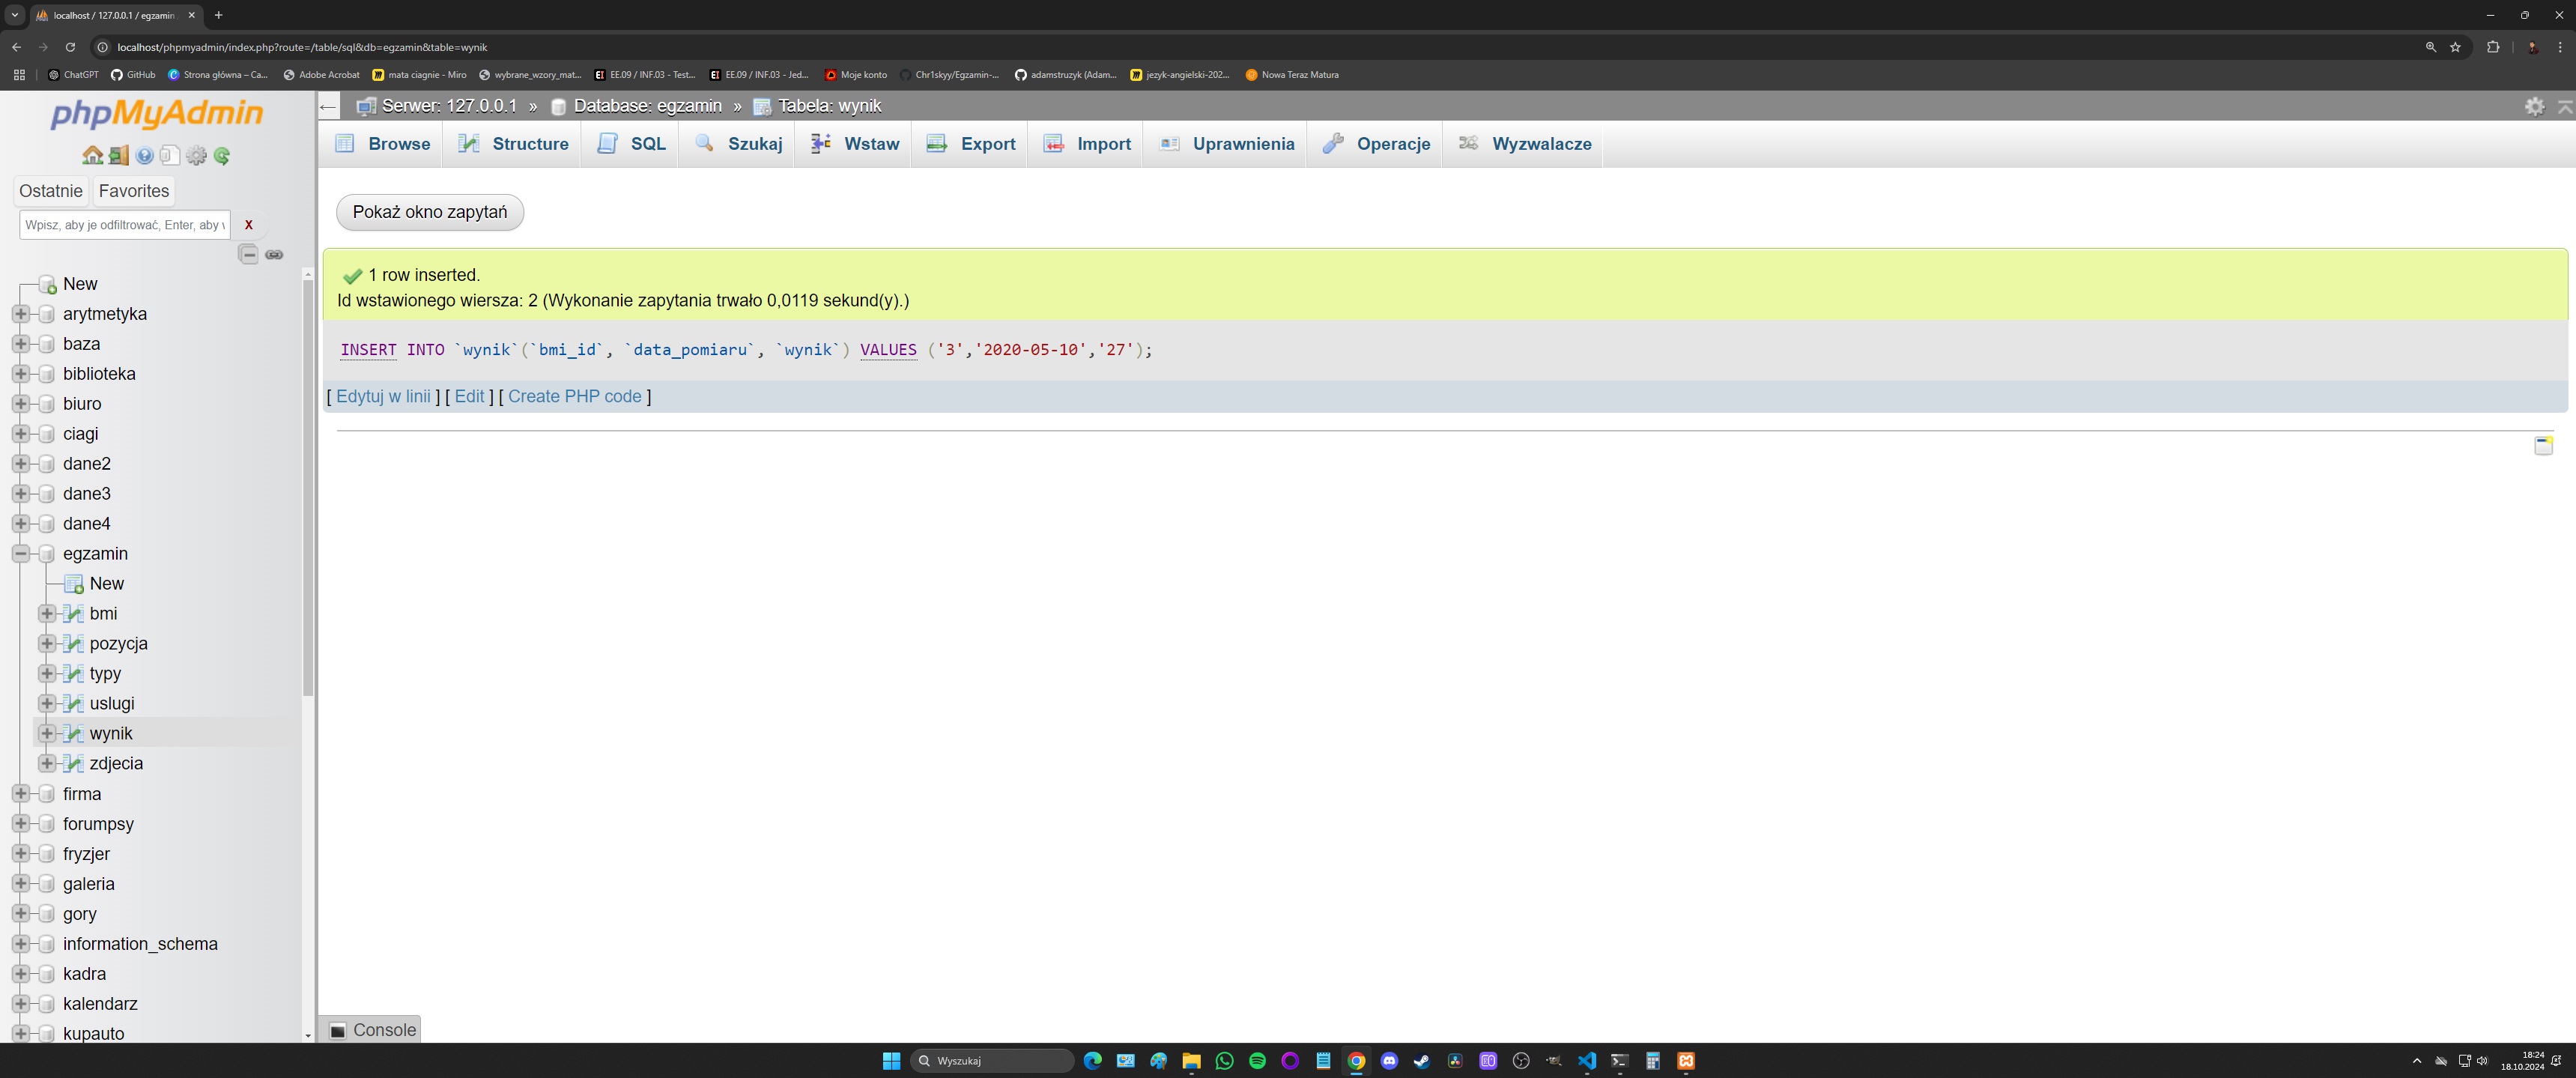 localhost / 127.0.0.1 / egzamin
localhost/phpmyadmin/index.php?route=/table/sql&db=egzamin&table=wynik
ChatGPT
GitHub
Strona główna – Ca...
Adobe Acrobat
mata ciagnie - Miro
wybrane_wzory_mat...
EE.09 / INF.03 - Test...
EE.09 / INF.03 - Jed...
Moje konto
Chr1skyy/Egzamin-...
adamstruzyk (Adam...
jezyk-angielski-202...
Nowa Teraz Matura
phpMyAdmin
Ostatnie
Favorites
Wpisz, aby je odfiltrować, Enter, aby
X
New
arytmetyka
baza
biblioteka
biuro
ciagi
dane2
dane3
dane4
egzamin
New
bmi
pozycja
typy
uslugi
wynik
zdjecia
firma
forumpsy
fryzjer
galeria
gory
information_schema
kadra
kalendarz
kupauto
Serwer: 127.0.0.1 » Database: egzamin » Tabela: wynik
Browse
Structure
SQL
Szukaj
Wstaw
Export
Import
Uprawnienia
Operacje
Wyzwalacze
Pokaż okno zapytań
1 row inserted.
Id wstawionego wiersza: 2 (Wykonanie zapytania trwało 0,0119 sekund(y).)
INSERT INTO `wynik`(`bmi_id`, `data_pomiaru`, `wynik`) VALUES ('3','2020-05-10','27');
[ Edytuj w linii ] [ Edit ] [ Create PHP code ]
Console
Wyszukaj
18:24
18.10.2024